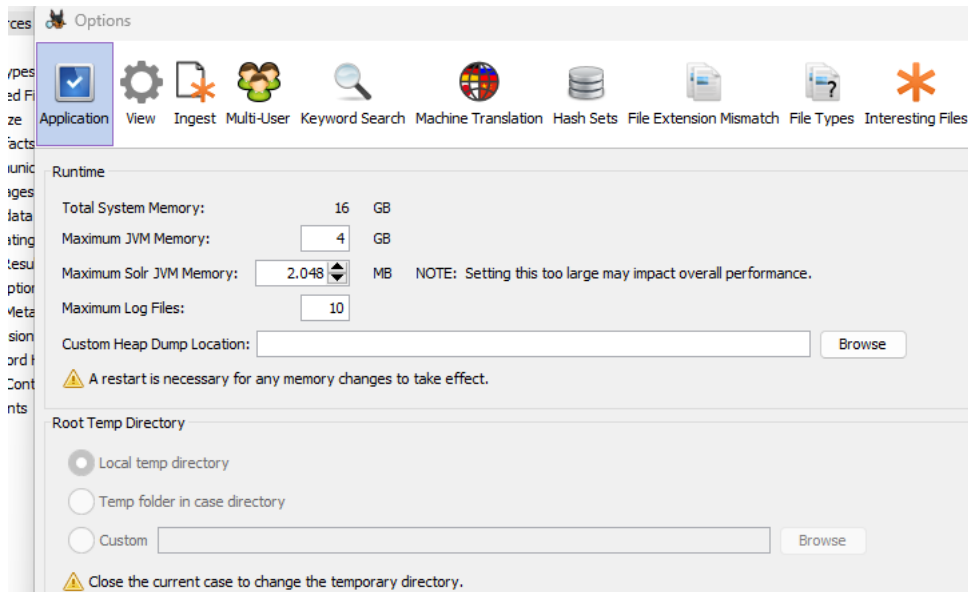 Options
Application View Ingest Multi-User Keyword Search Machine Translation Hash Sets File Extension Mismatch File Types Interesting Files
Runtime
Total System Memory: 16 GB
Maximum JVM Memory: 4 GB
Maximum Solr JVM Memory: 2.048 MB NOTE: Setting this too large may impact overall performance.
Maximum Log Files: 10
Custom Heap Dump Location: Browse
A restart is necessary for any memory changes to take effect.
Root Temp Directory
Local temp directory
Temp folder in case directory
Custom Browse
Close the current case to change the temporary directory.